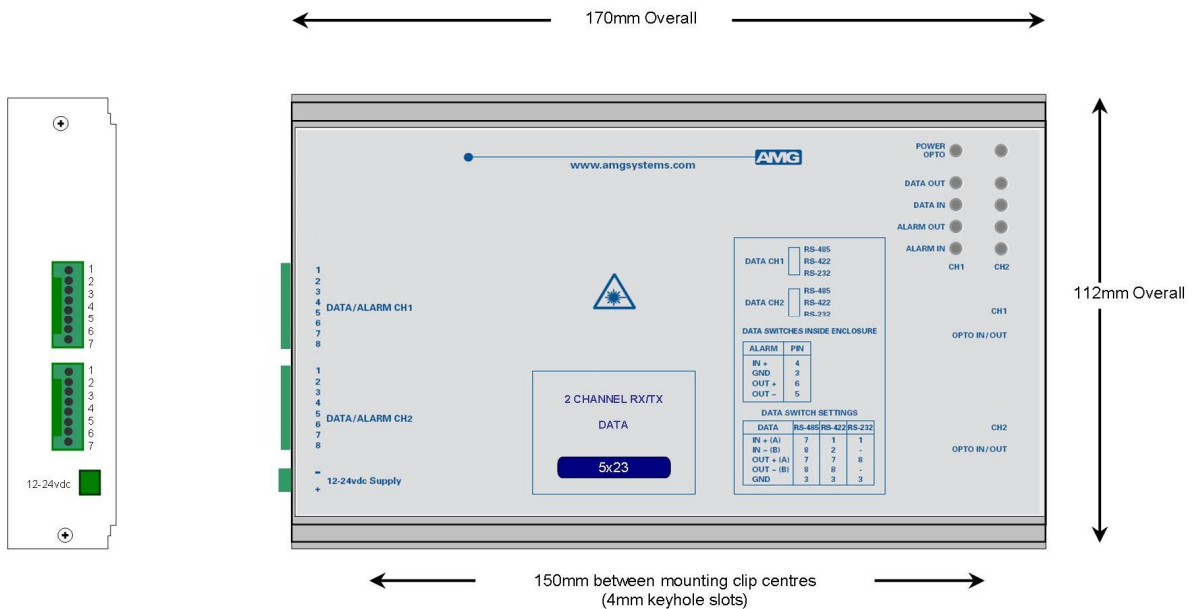 170mm Overall
POWER
OPTO
AMG
www.amgsystems.com
DATA OUT
DATA IN
ALARM OUT
ALARM IN
CH1 CH2
DATA CH1
RS-485
RS-422
RS-232
DATA CH2
RS-485
RS-422
RS-232
DATA SWITCHES INSIDE ENCLOSURE
ALARM PIN
IN + 4
GND 3
OUT + 6
OUT – 5
DATA SWITCH SETTINGS
DATA RS-485 RS-422 RS-232
IN + (A) 7 1 1
IN – (B) 8 2 -
OUT + (A) 7 7 8
OUT – (B) 8 8 -
GND 3 3 3
CH1
OPTO IN/OUT
CH2
OPTO IN/OUT
112mm Overall
1
2
3
4
5
6
7
1
2
3
4
5
6
7
12-24vdc
1
2
3
4
5
6
7
8
DATA/ALARM CH1
1
2
3
4
5
6
7
8
DATA/ALARM CH2
–
+
12-24vdc Supply
2 CHANNEL RX/TX
DATA
5x23
150mm between mounting clip centres
(4mm keyhole slots)